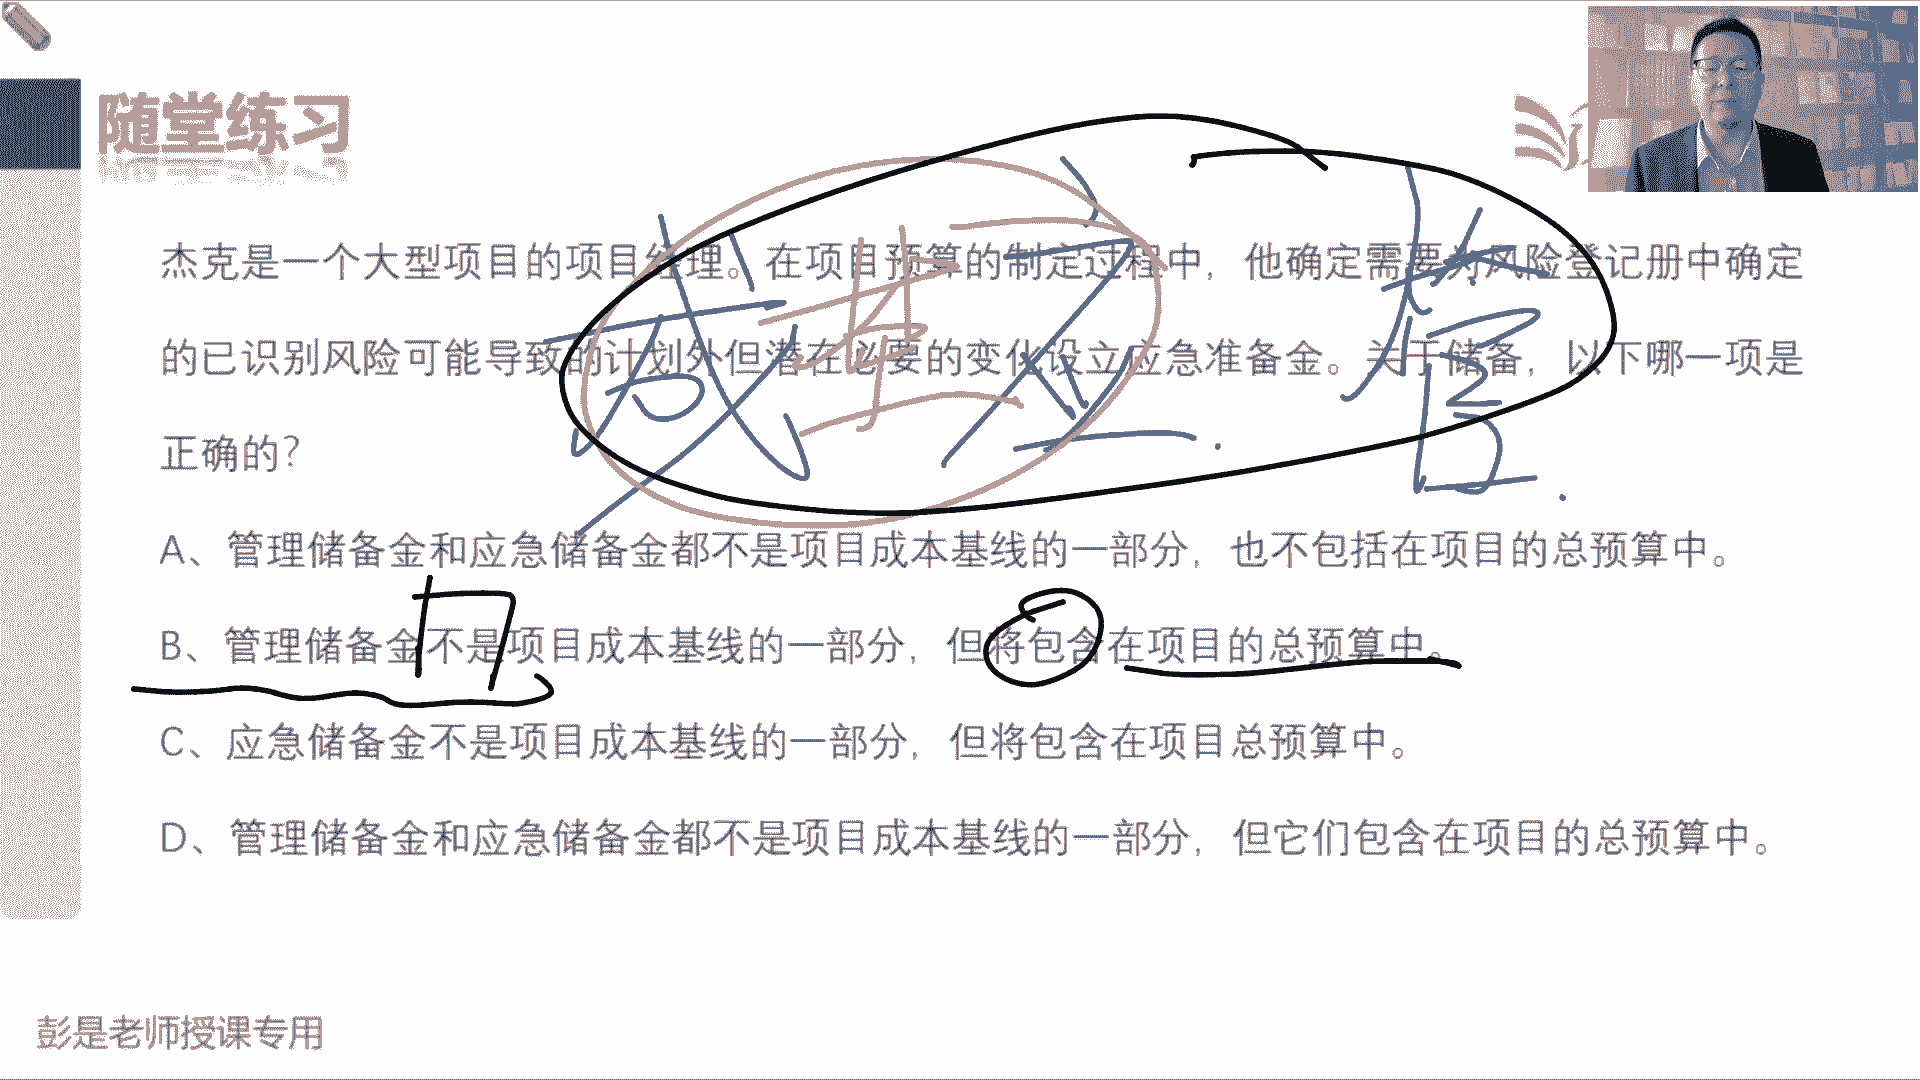 随堂练习
杰克是一个大型项目的项目经理。在项目预算的制定过程中，他确定需要为风险登记册中确定
的已识别风险可能导致的计划外但潜在必要的变化设立应急准备金。关于储备，以下哪一项是
正确的？
A、管理储备金和应急储备金都不是项目成本基线的一部分，也不包括在项目的总预算中。
B、管理储备金不是项目成本基线的一部分，但将包含在项目的总预算中。
C、应急储备金不是项目成本基线的一部分，但将包含在项目总预算中。
D、管理储备金和应急储备金都不是项目成本基线的一部分，但它们包含在项目的总预算中。
彭是老师授课专用